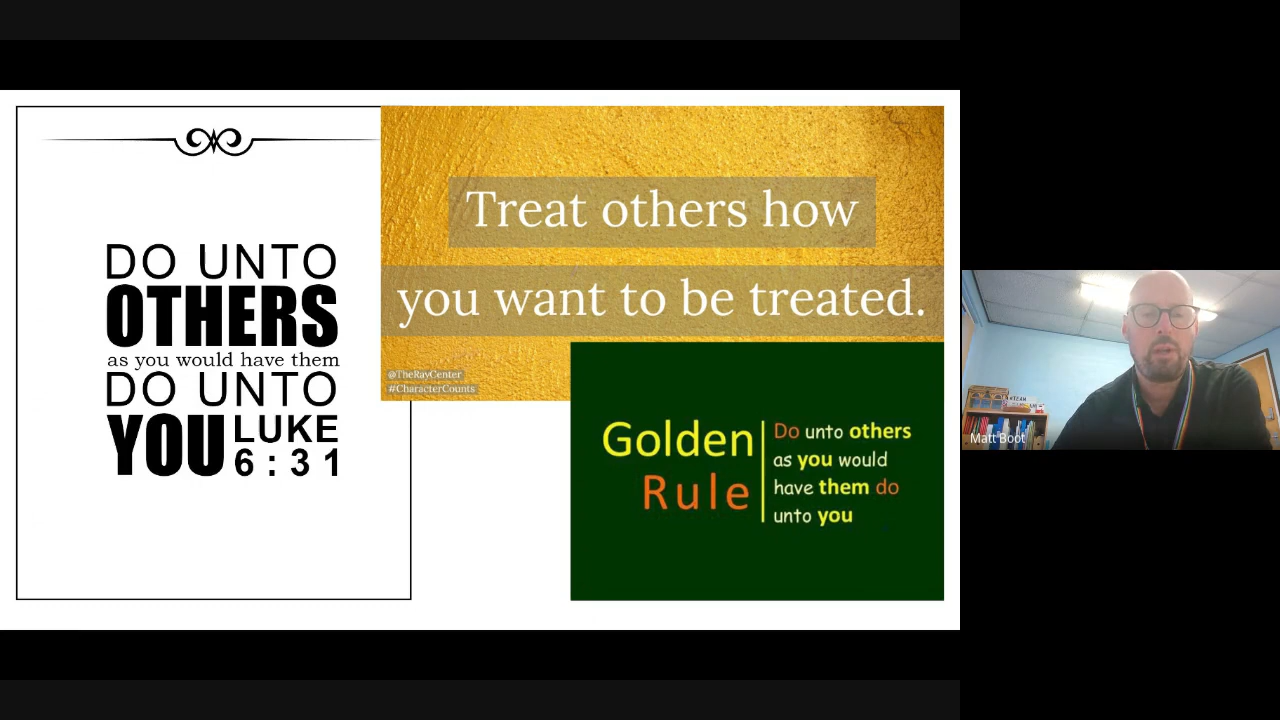 DO UNTO
OTHERS
as you would have them
DO UNTO
YOU LUKE
6:31
Treat others how
you want to be treated.
@TheRayCenter
#CharacterCounts
Golden
Rule
Do unto others
as you would
have them do
unto you
Matt Boot